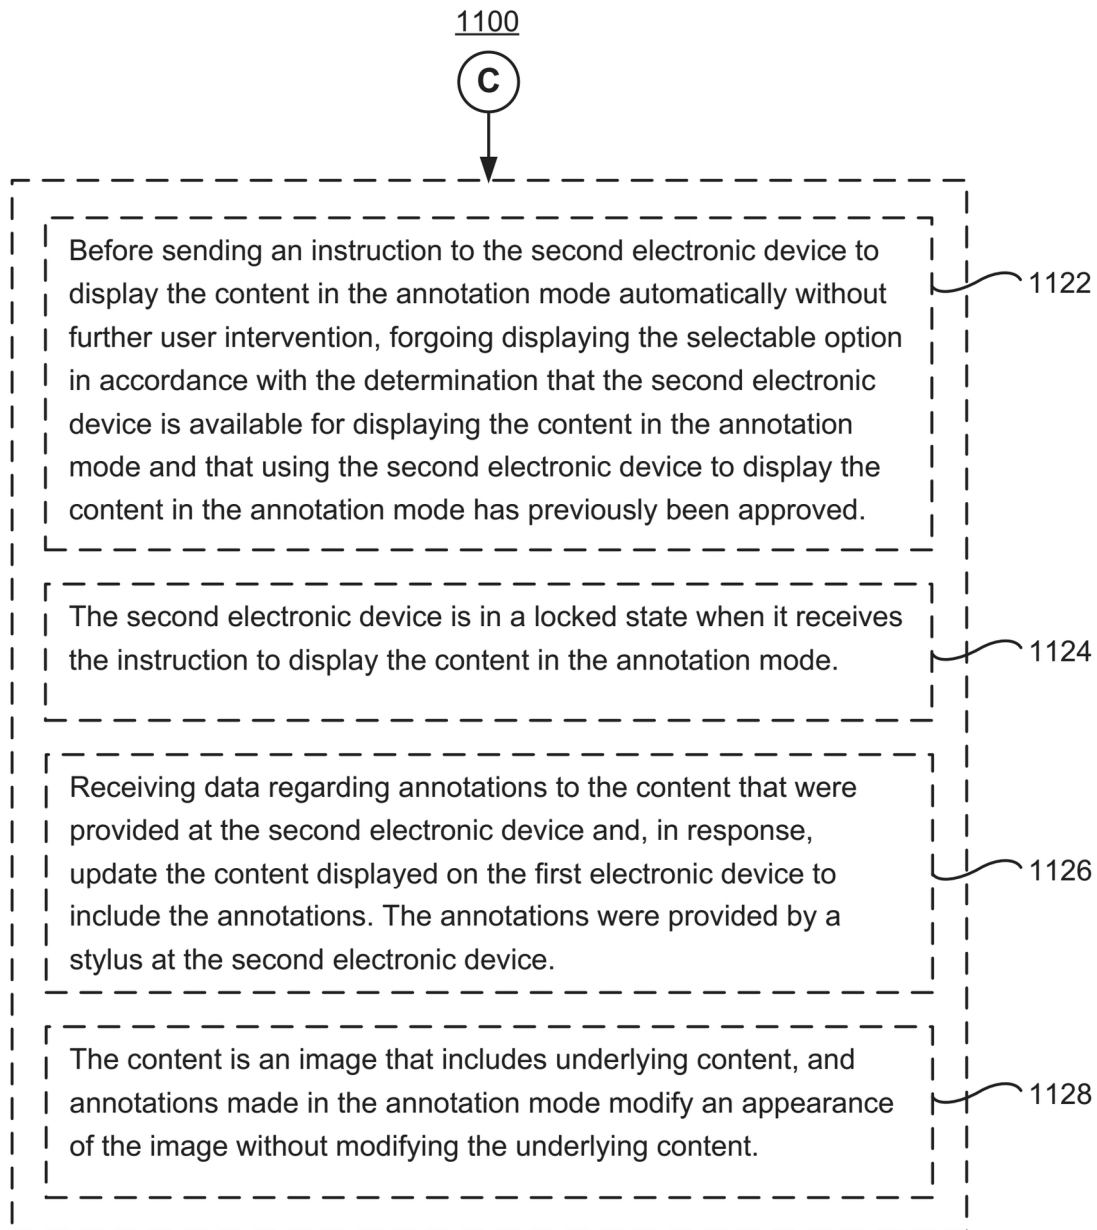 1100
C
Before sending an instruction to the second electronic device to
display the content in the annotation mode automatically without
further user intervention, forgoing displaying the selectable option
in accordance with the determination that the second electronic
device is available for displaying the content in the annotation
mode and that using the second electronic device to display the
content in the annotation mode has previously been approved.
1122
The second electronic device is in a locked state when it receives
the instruction to display the content in the annotation mode.
1124
Receiving data regarding annotations to the content that were
provided at the second electronic device and, in response,
update the content displayed on the first electronic device to
include the annotations. The annotations were provided by a
stylus at the second electronic device.
1126
The content is an image that includes underlying content, and
annotations made in the annotation mode modify an appearance
of the image without modifying the underlying content.
1128